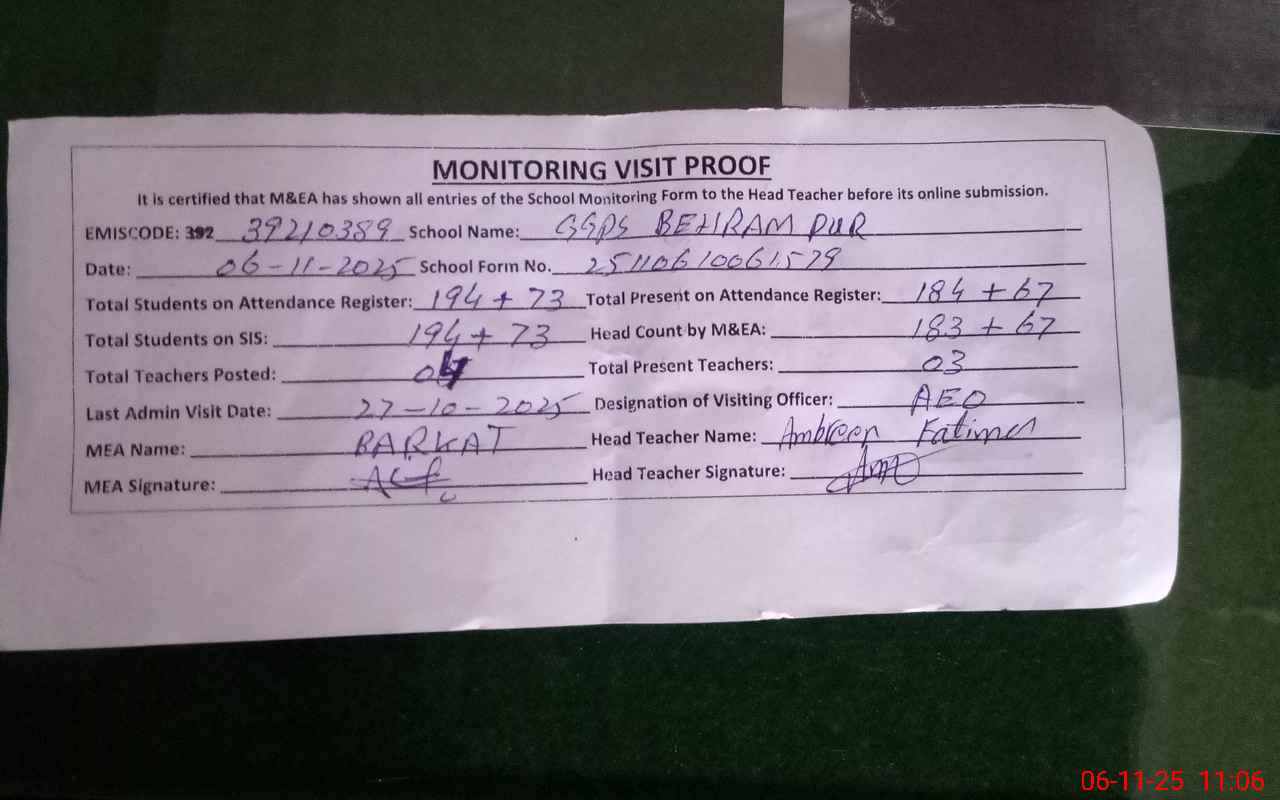 MONITORING VISIT PROOF
It is certified that M&EA has shown all entries of the School Monitoring Form to the Head Teacher before its online submission.
EMISCODE: 392 39210389 School Name: GGPS BEHRAM PUR
Date: 06-11-2025 School Form No. 25110610061579
Total Students on Attendance Register: 194 + 73 Total Present on Attendance Register: 184 + 67
Total Students on SIS: 194 + 73 Head Count by M&EA: 183 + 67
Total Teachers Posted: 04 Total Present Teachers: 03
Last Admin Visit Date: 27-10-2025 Designation of Visiting Officer: AEO
MEA Name: BARKAT Head Teacher Name: Ambreen Fatima
MEA Signature: Head Teacher Signature:
06-11-25 11:06